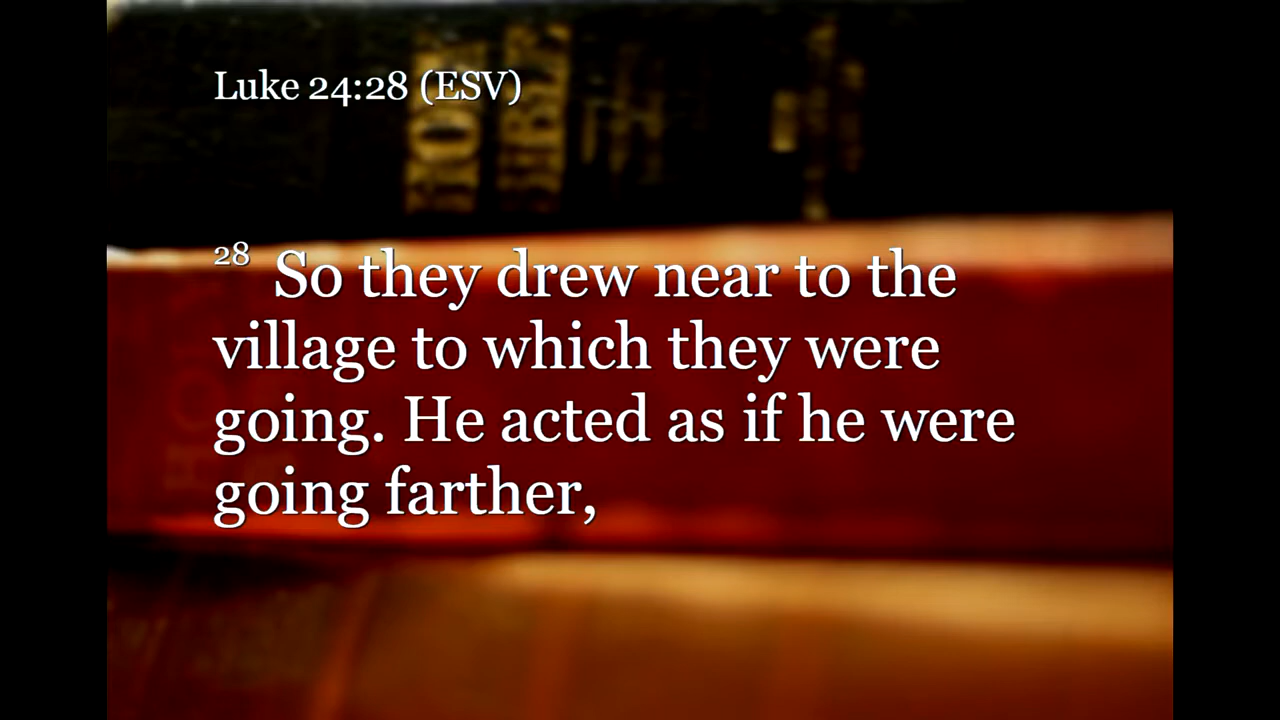 Luke 24:28 (ESV)
28 So they drew near to the
village to which they were
going. He acted as if he were
going farther,